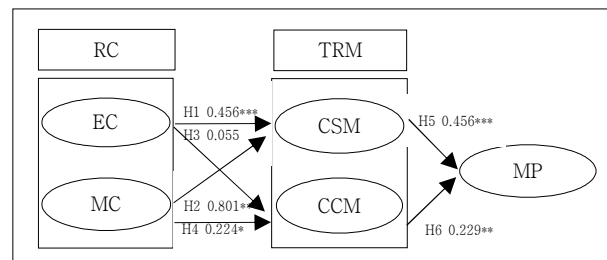 RC
TRM
H1 0.456***
EC
H3 0.055
CSM
H5 0.456***
MP
MC
H2 0.801**
CCM
H4 0.224*
H6 0.229**